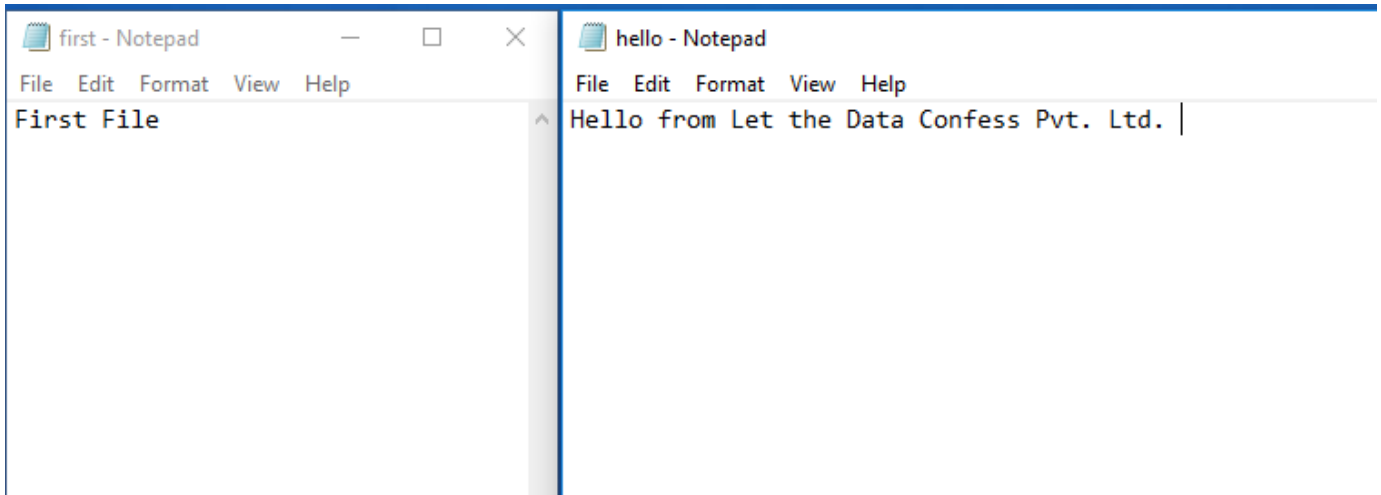 first - Notepad
File Edit Format View Help
First File
hello - Notepad
File Edit Format View Help
Hello from Let the Data Confess Pvt. Ltd.